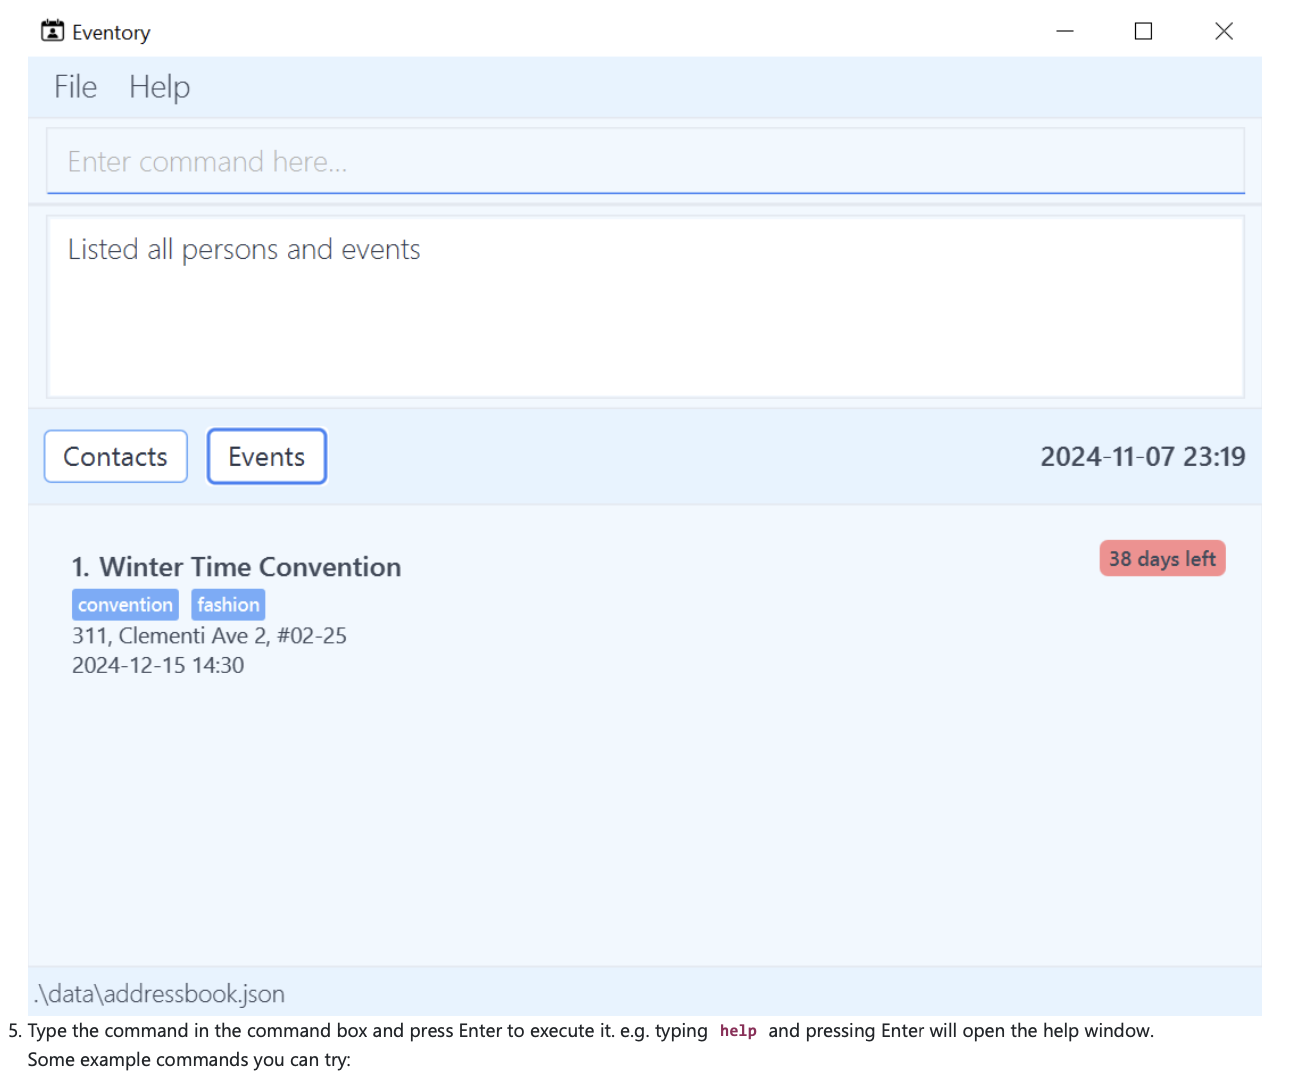 Eventory
File Help
Enter command here...
Listed all persons and events
Contacts Events 2024-11-07 23:19
1. Winter Time Convention 38 days left
convention fashion
311, Clementi Ave 2, #02-25
2024-12-15 14:30
.\data\addressbook.json
5. Type the command in the command box and press Enter to execute it. e.g. typing help and pressing Enter will open the help window.
Some example commands you can try: